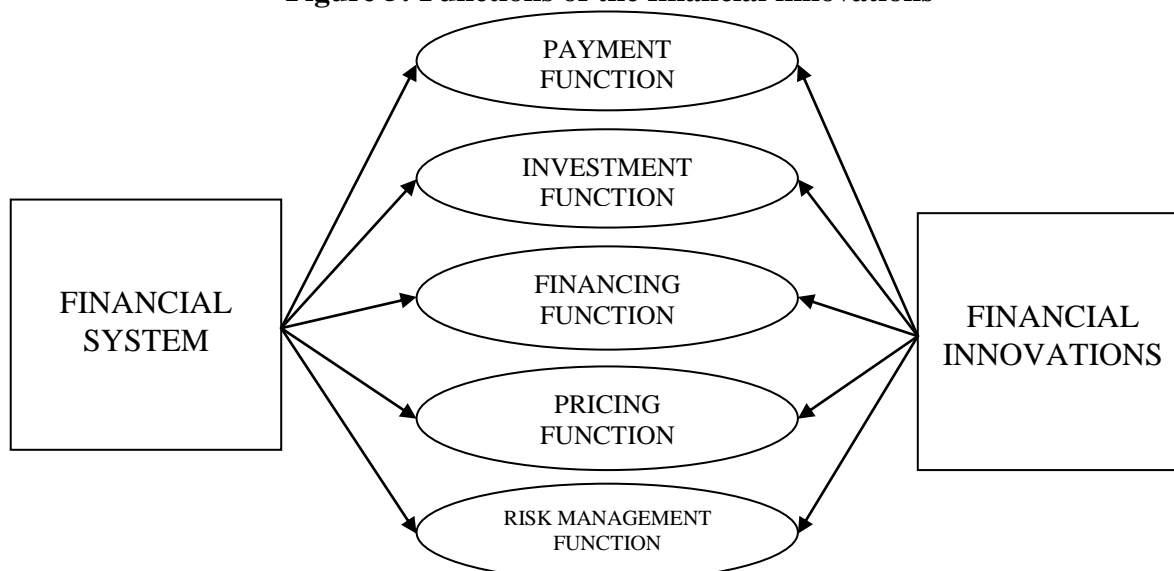 PAYMENT
FUNCTION
INVESTMENT
FUNCTION
FINANCIAL
SYSTEM
FINANCING
FUNCTION
FINANCIAL
INNOVATIONS
PRICING
FUNCTION
RISK MANAGEMENT
FUNCTION